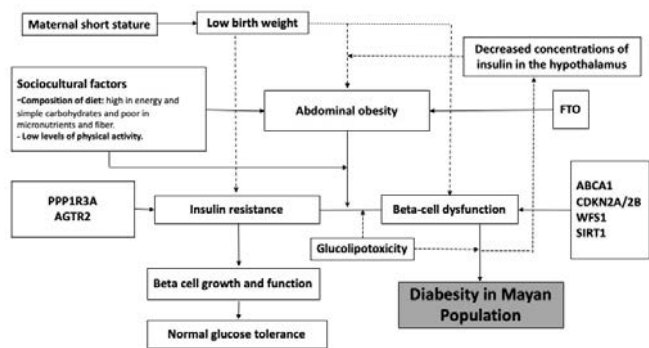 Maternal short stature
Low birth weight
Decreased concentrations of
insulin in the hypothalamus
Sociocultural factors
-Composition of diet: high in energy and
simple carbohydrates and poor in
micronutrients and fiber.
- Low levels of physical activity.
Abdominal obesity
FTO
PPP1R3A
AGTR2
Insulin resistance
Beta-cell dysfunction
ABCA1
CDKN2A/2B
WFS1
SIRT1
Glucolipotoxicity
Beta cell growth and function
Diabesity in Mayan
Population
Normal glucose tolerance